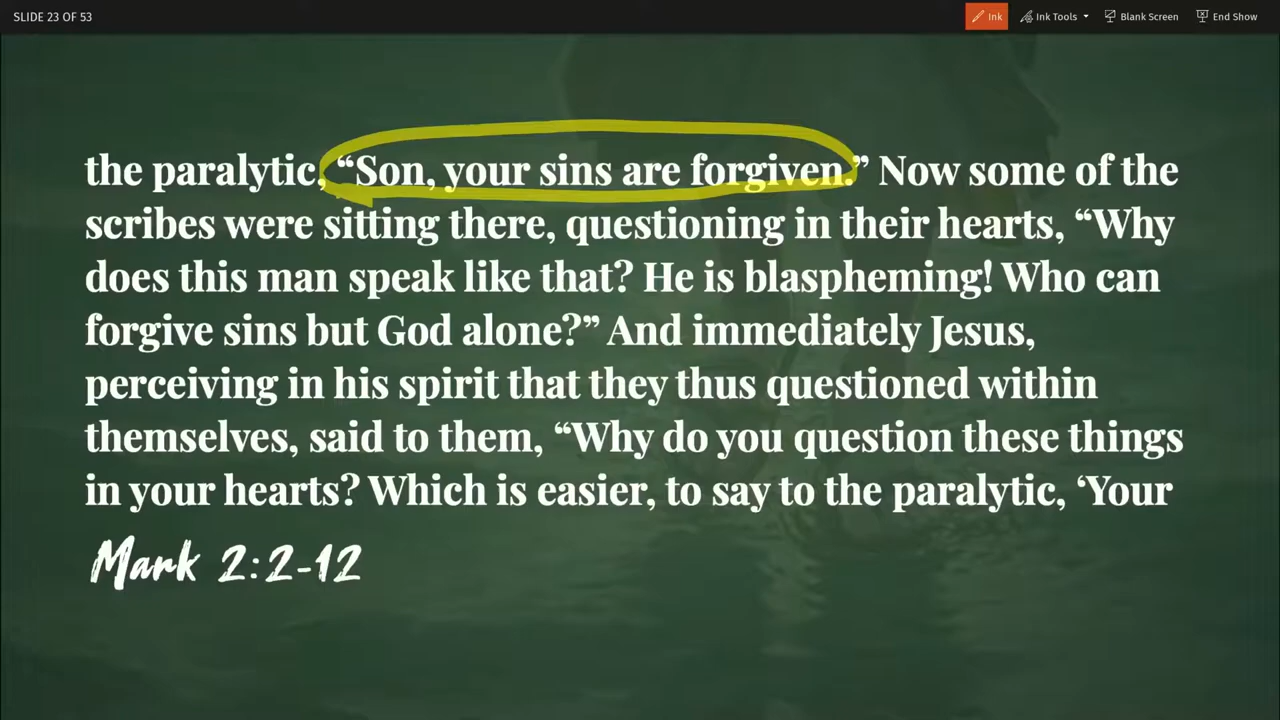 SLIDE 23 OF 53
Ink
Ink Tools
Blank Screen
End Show
the paralytic, “Son, your sins are forgiven.” Now some of the
scribes were sitting there, questioning in their hearts, “Why
does this man speak like that? He is blaspheming! Who can
forgive sins but God alone?” And immediately Jesus,
perceiving in his spirit that they thus questioned within
themselves, said to them, “Why do you question these things
in your hearts? Which is easier, to say to the paralytic, ‘Your
Mark 2:2-12